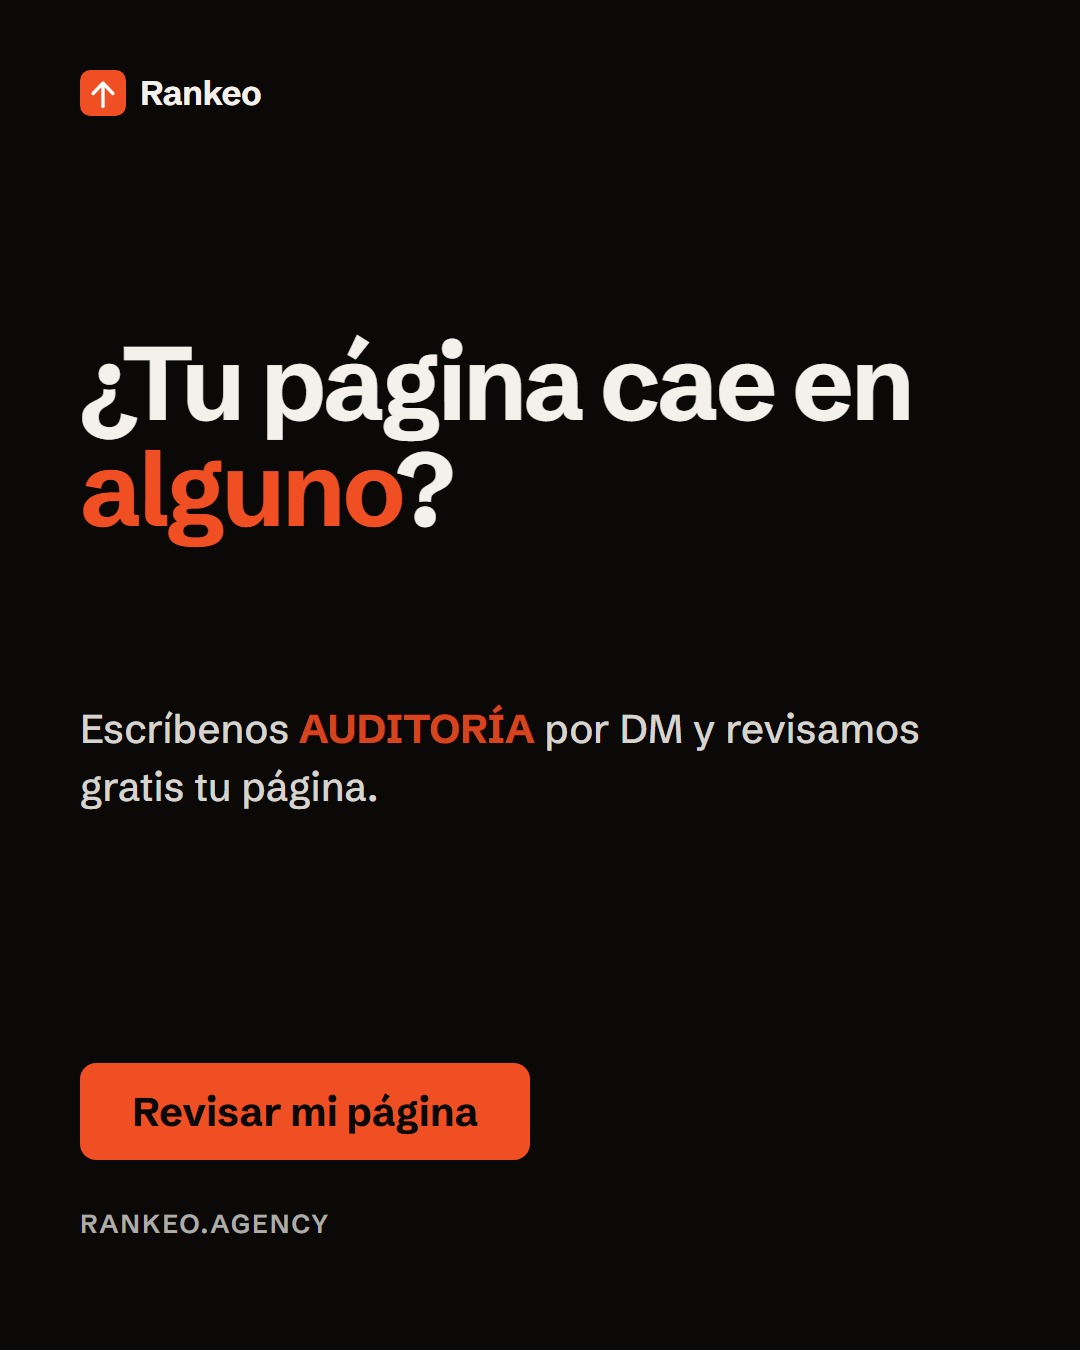 Rankeo
¿Tu página cae en
alguno?
Escríbenos AUDITORÍA por DM y revisamos
gratis tu página.
Revisar mi página
RANKEO.AGENCY